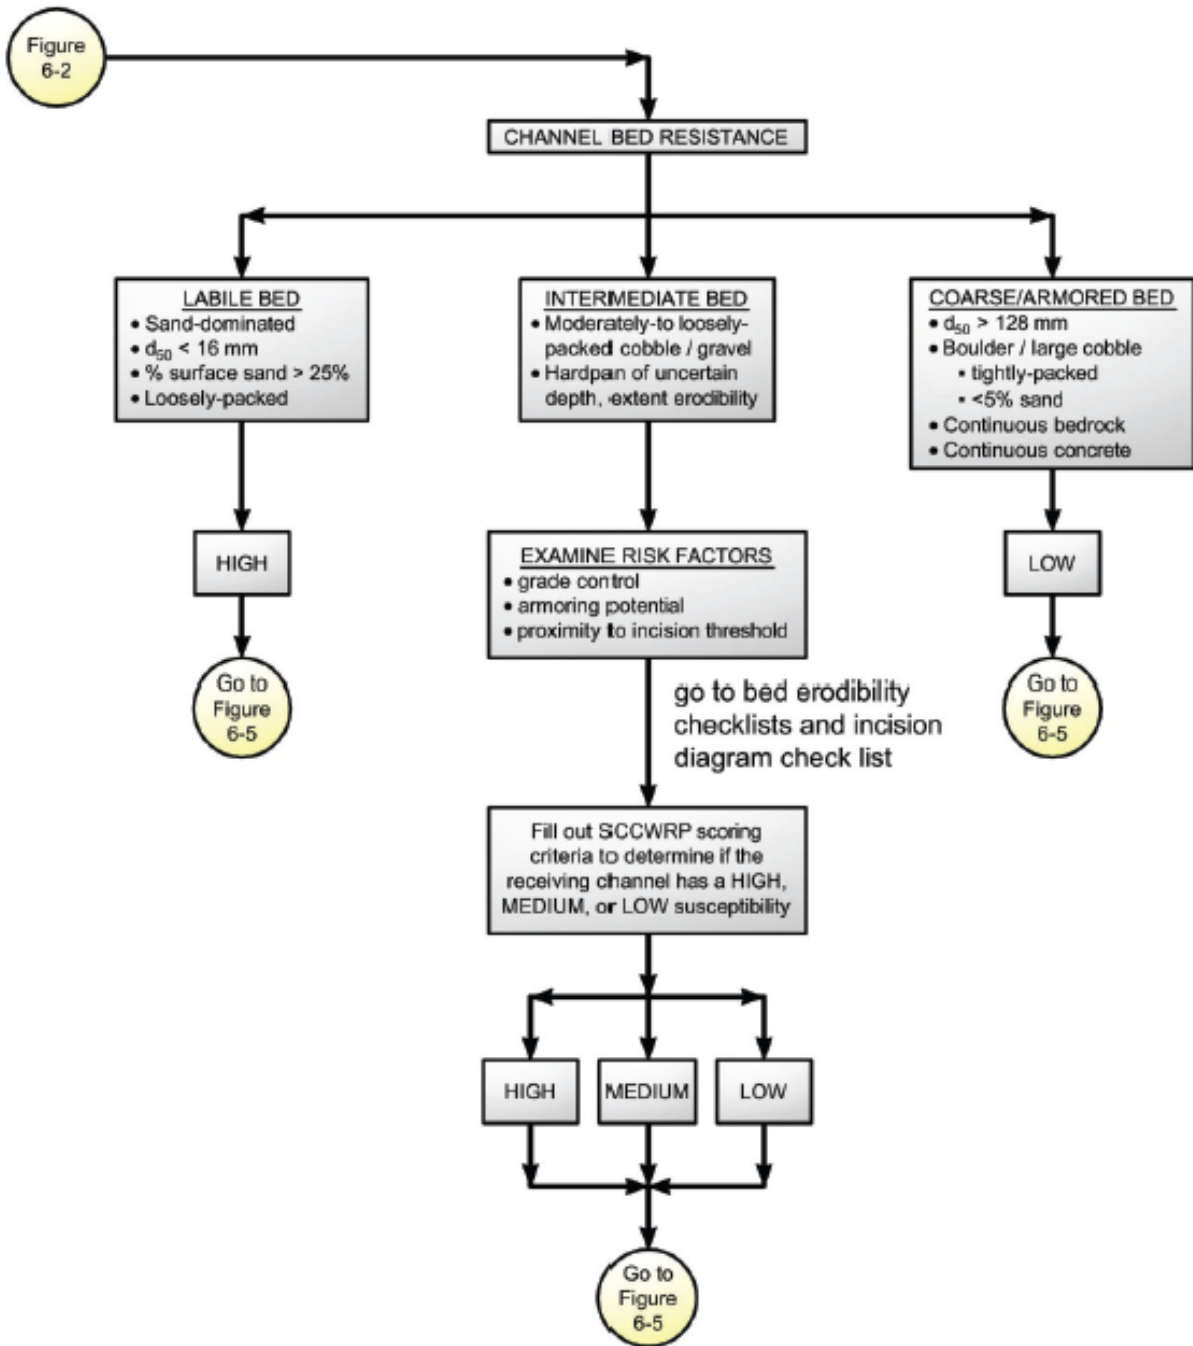 Figure
6-2
CHANNEL BED RESISTANCE
LABILE BED
• Sand-dominated
• d₅₀ < 16 mm
• % surface sand > 25%
• Loosely-packed
INTERMEDIATE BED
• Moderately-to loosely-
packed cobble / gravel
• Hardpan of uncertain
depth, extent erodibility
COARSE/ARMORED BED
• d₅₀ > 128 mm
• Boulder / large cobble
▪ tightly-packed
▪ <5% sand
• Continuous bedrock
• Continuous concrete
HIGH
EXAMINE RISK FACTORS
• grade control
• armoring potential
• proximity to incision threshold
LOW
Go to
Figure
6-5
go to bed erodibility
checklists and incision
diagram check list
Go to
Figure
6-5
Fill out SCCWRP scoring
criteria to determine if the
receiving channel has a HIGH,
MEDIUM, or LOW susceptibility
HIGH
MEDIUM
LOW
Go to
Figure
6-5